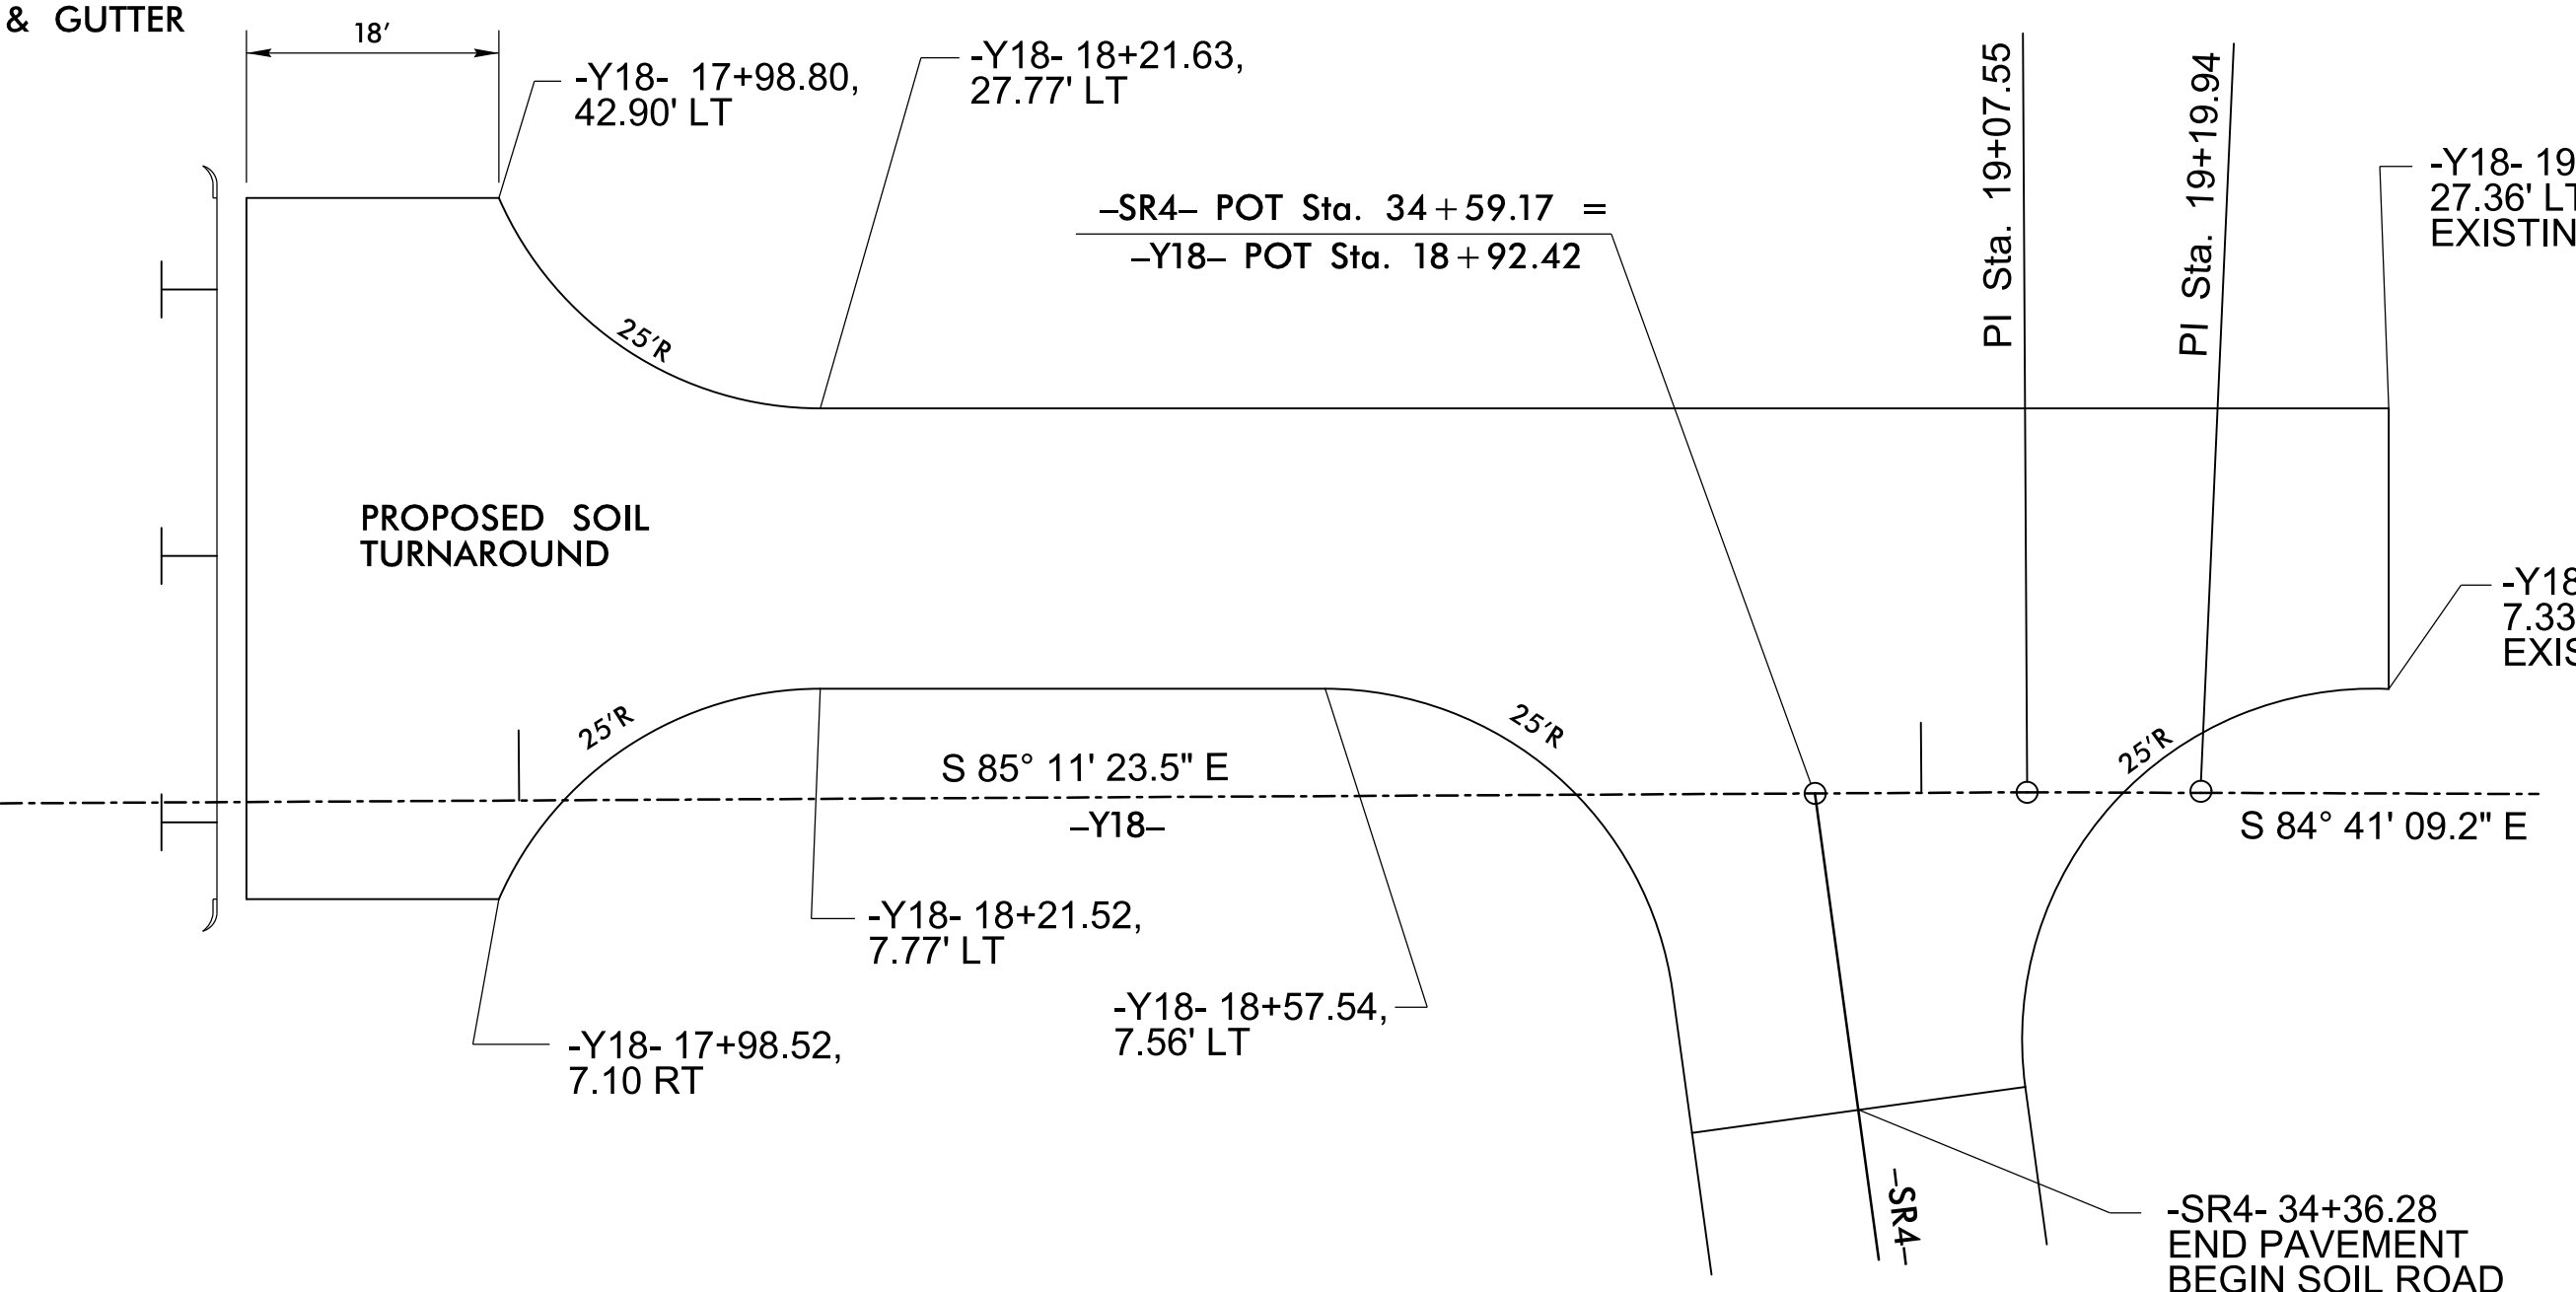 & GUTTER
18'
-Y18- 17+98.80,
42.90' LT
-Y18- 18+21.63,
27.77' LT
–SR4– POT Sta. 34+59.17 =
–Y18– POT Sta. 18+92.42
PI Sta. 19+07.55
PI Sta. 19+19.94
-Y18- 19
27.36' LT
EXISTIN
25'R
PROPOSED SOIL
TURNAROUND
-Y18
7.33
EXIS
25'R
25'R
25'R
S 85° 11' 23.5" E
–Y18–
S 84° 41' 09.2" E
-Y18- 18+21.52,
7.77' LT
-Y18- 18+57.54,
7.56' LT
-Y18- 17+98.52,
7.10 RT
–SR4–
-SR4- 34+36.28
END PAVEMENT
BEGIN SOIL ROAD